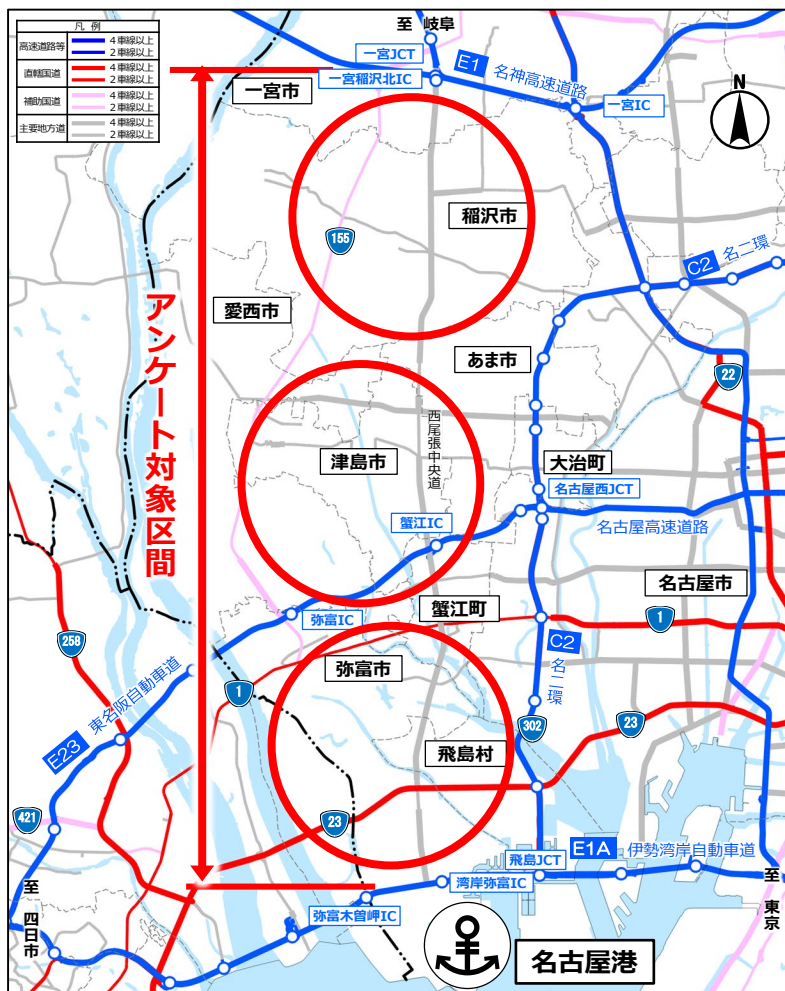 凡例
高速道路等
4車線以上
2車線以上
直轄国道
4車線以上
2車線以上
補助国道
4車線以上
2車線以上
主要地方道
4車線以上
2車線以上
至 岐阜
一宮JCT
一宮稲沢北IC
E1
名神高速道路
一宮IC
N
一宮市
稲沢市
155
C2
名二環
愛西市
アンケート対象区間
あま市
22
西尾張中央道
津島市
大治町
名古屋西JCT
蟹江IC
名古屋高速道路
名古屋市
弥富IC
蟹江町
1
258
C2
名二環
弥富市
1
E23
東名阪自動車道
302
23
飛島村
421
23
飛島JCT
E1A
伊勢湾岸自動車道
湾岸弥富IC
至 四日市
弥富木曽岬IC
至 東京
名古屋港